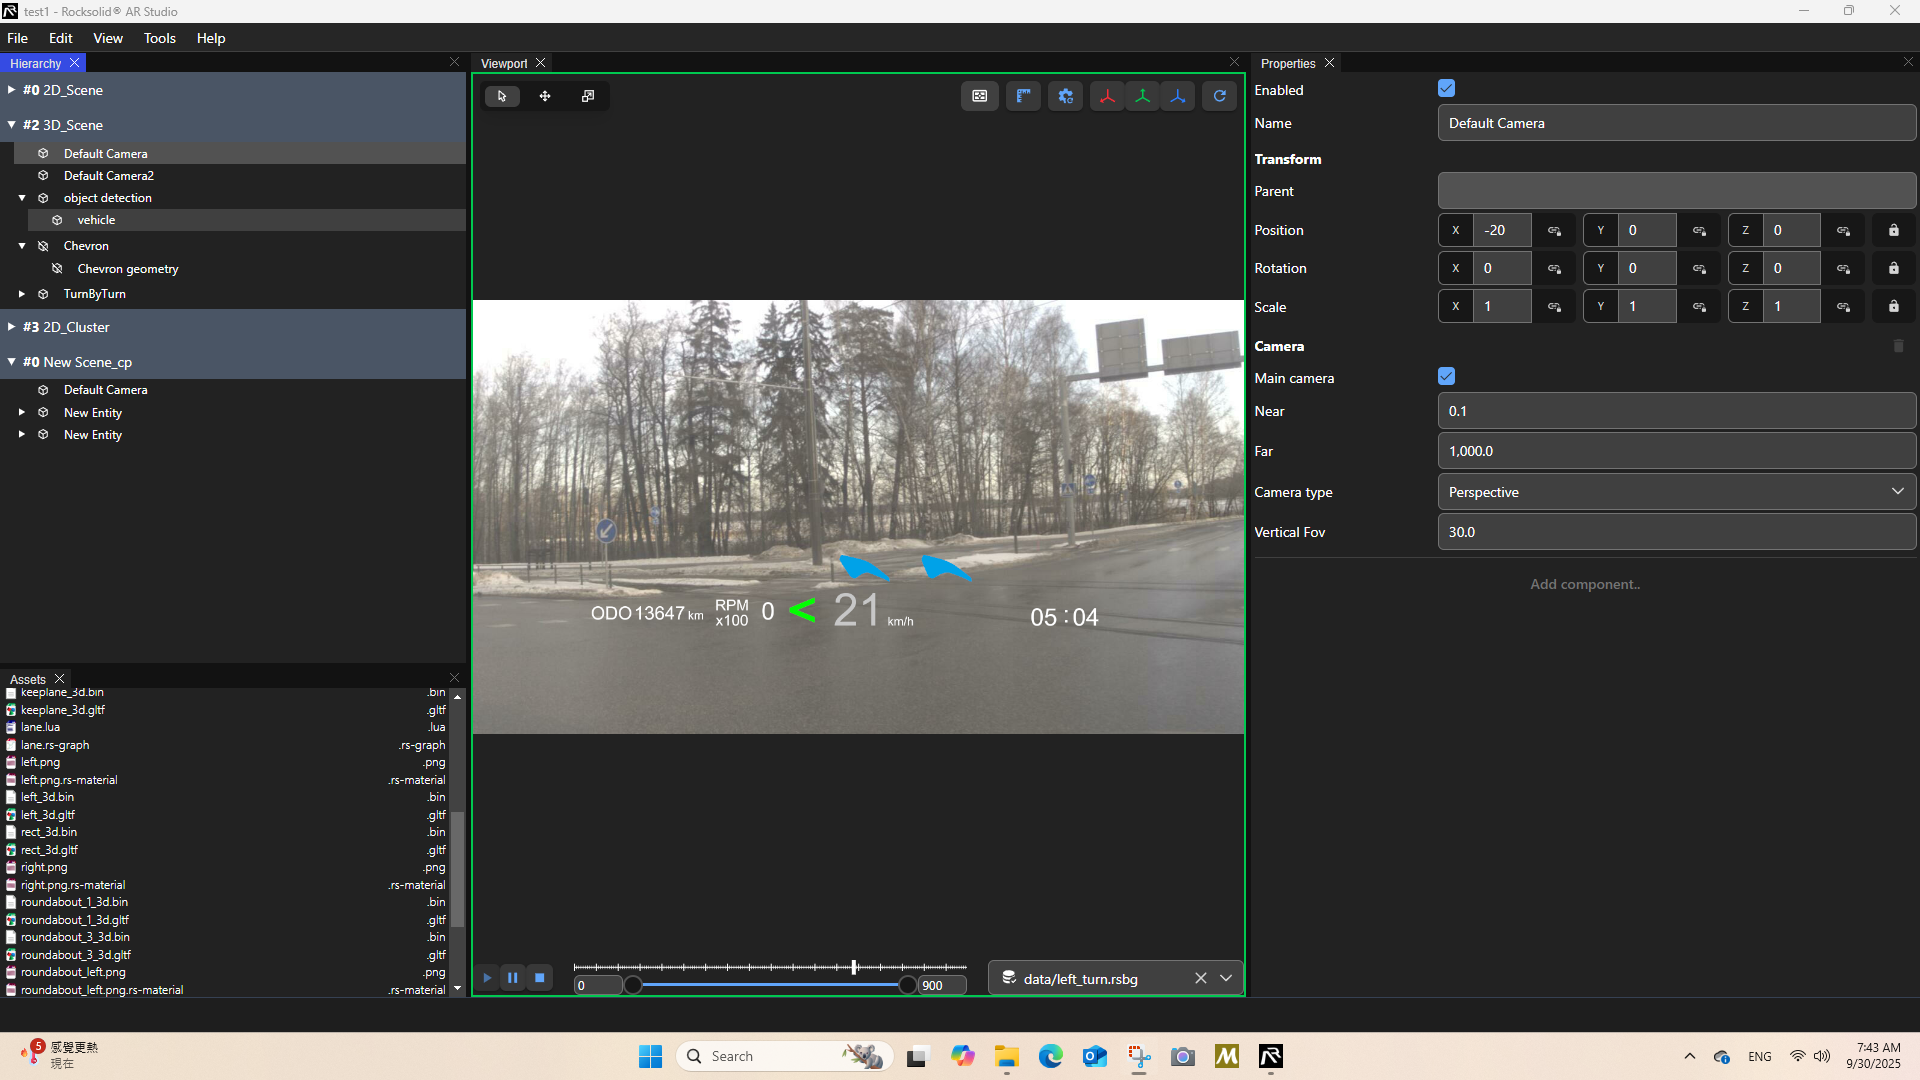 test1 - Rocksolid® AR Studio
File Edit View Tools Help
Hierarchy
#0 2D_Scene
#2 3D_Scene
Default Camera
Default Camera2
object detection
vehicle
Chevron
Chevron geometry
TurnByTurn
#3 2D_Cluster
#0 New Scene_cp
Default Camera
New Entity
New Entity
Assets
keeplane_3d.bin .bin
keeplane_3d.gltf .gltf
lane.lua .lua
lane.rs-graph .rs-graph
left.png .png
left.png.rs-material .rs-material
left_3d.bin .bin
left_3d.gltf .gltf
rect_3d.bin .bin
rect_3d.gltf .gltf
right.png .png
right.png.rs-material .rs-material
roundabout_1_3d.bin .bin
roundabout_1_3d.gltf .gltf
roundabout_3_3d.bin .bin
roundabout_3_3d.gltf .gltf
roundabout_left.png .png
roundabout_left.png.rs-material .rs-material
Viewport
ODO 13647 km RPM x100 0 < 21 km/h 05 : 04
0 900 data/left_turn.rsbg
Properties
Enabled
Name Default Camera
Transform
Parent
Position X -20 Y 0 Z 0
Rotation X 0 Y 0 Z 0
Scale X 1 Y 1 Z 1
Camera
Main camera
Near 0.1
Far 1,000.0
Camera type Perspective
Vertical Fov 30.0
Add component..
5 感覺更熱
現在
Search
ENG
7:43 AM
9/30/2025